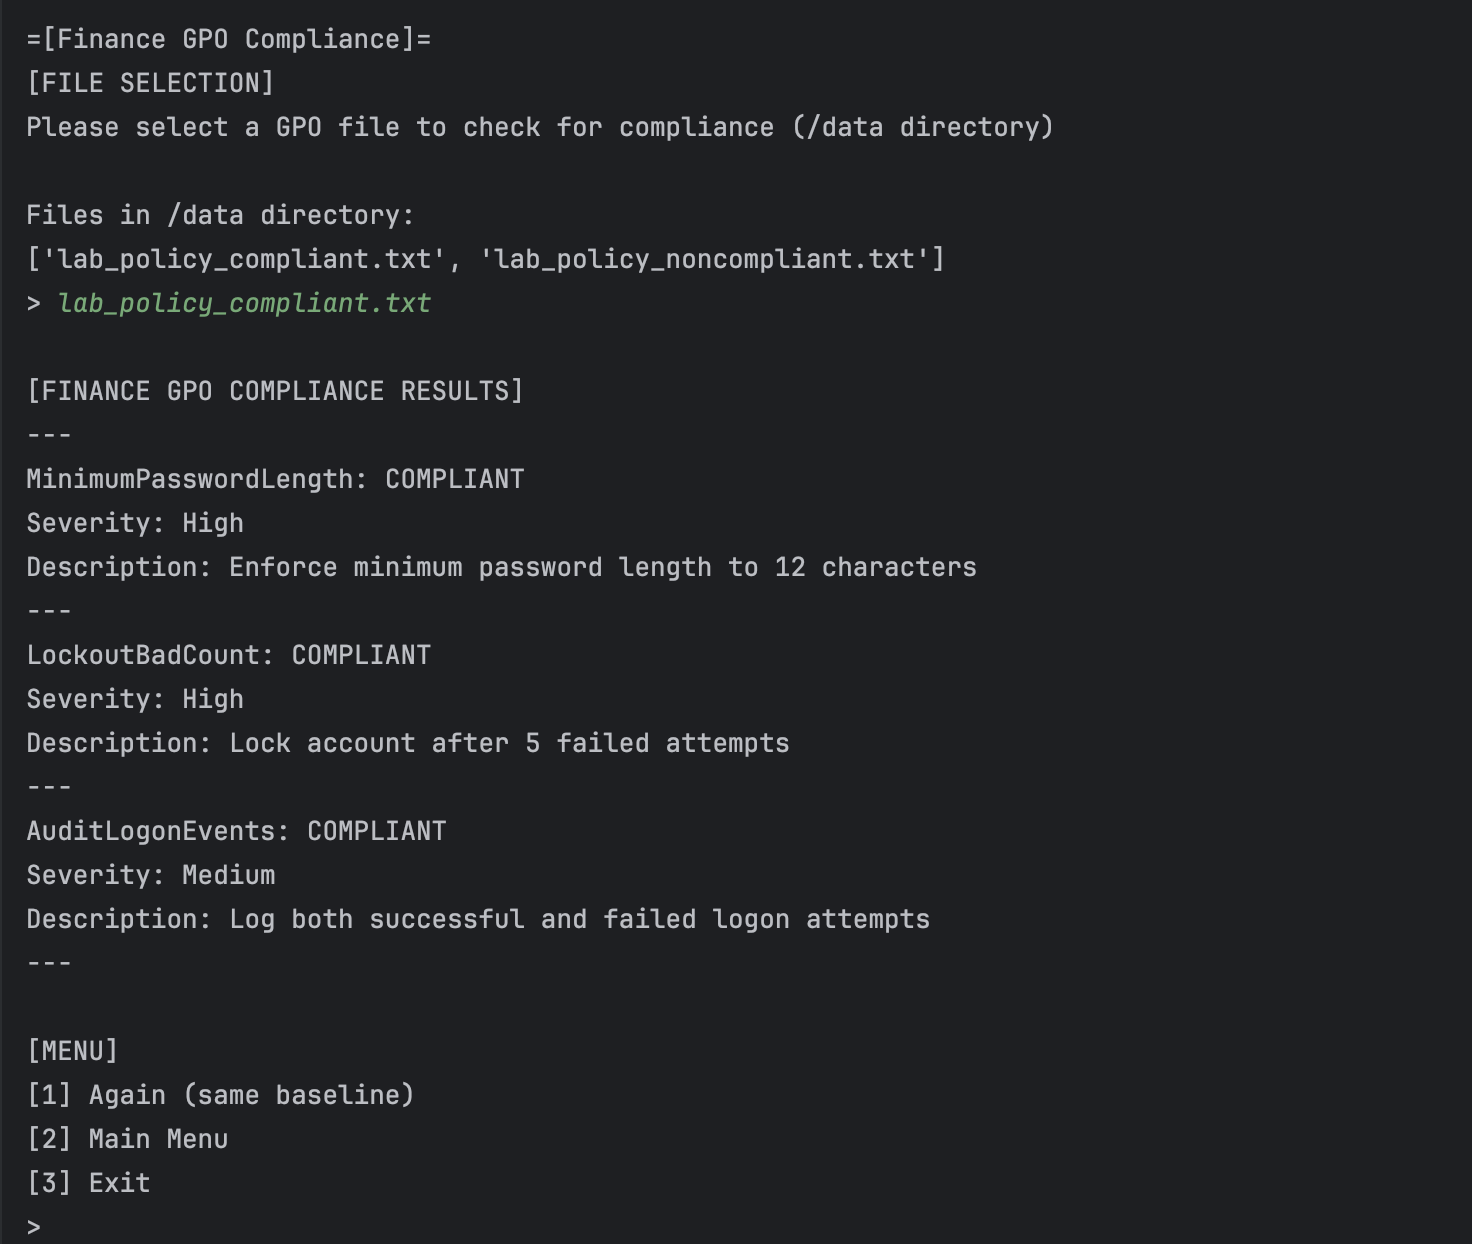 =[Finance GPO Compliance]=
[FILE SELECTION]
Please select a GPO file to check for compliance (/data directory)
Files in /data directory:
['lab_policy_compliant.txt', 'lab_policy_noncompliant.txt']
> lab_policy_compliant.txt
[FINANCE GPO COMPLIANCE RESULTS]
---
MinimumPasswordLength: COMPLIANT
Severity: High
Description: Enforce minimum password length to 12 characters
---
LockoutBadCount: COMPLIANT
Severity: High
Description: Lock account after 5 failed attempts
---
AuditLogonEvents: COMPLIANT
Severity: Medium
Description: Log both successful and failed logon attempts
---
[MENU]
[1] Again (same baseline)
[2] Main Menu
[3] Exit
>